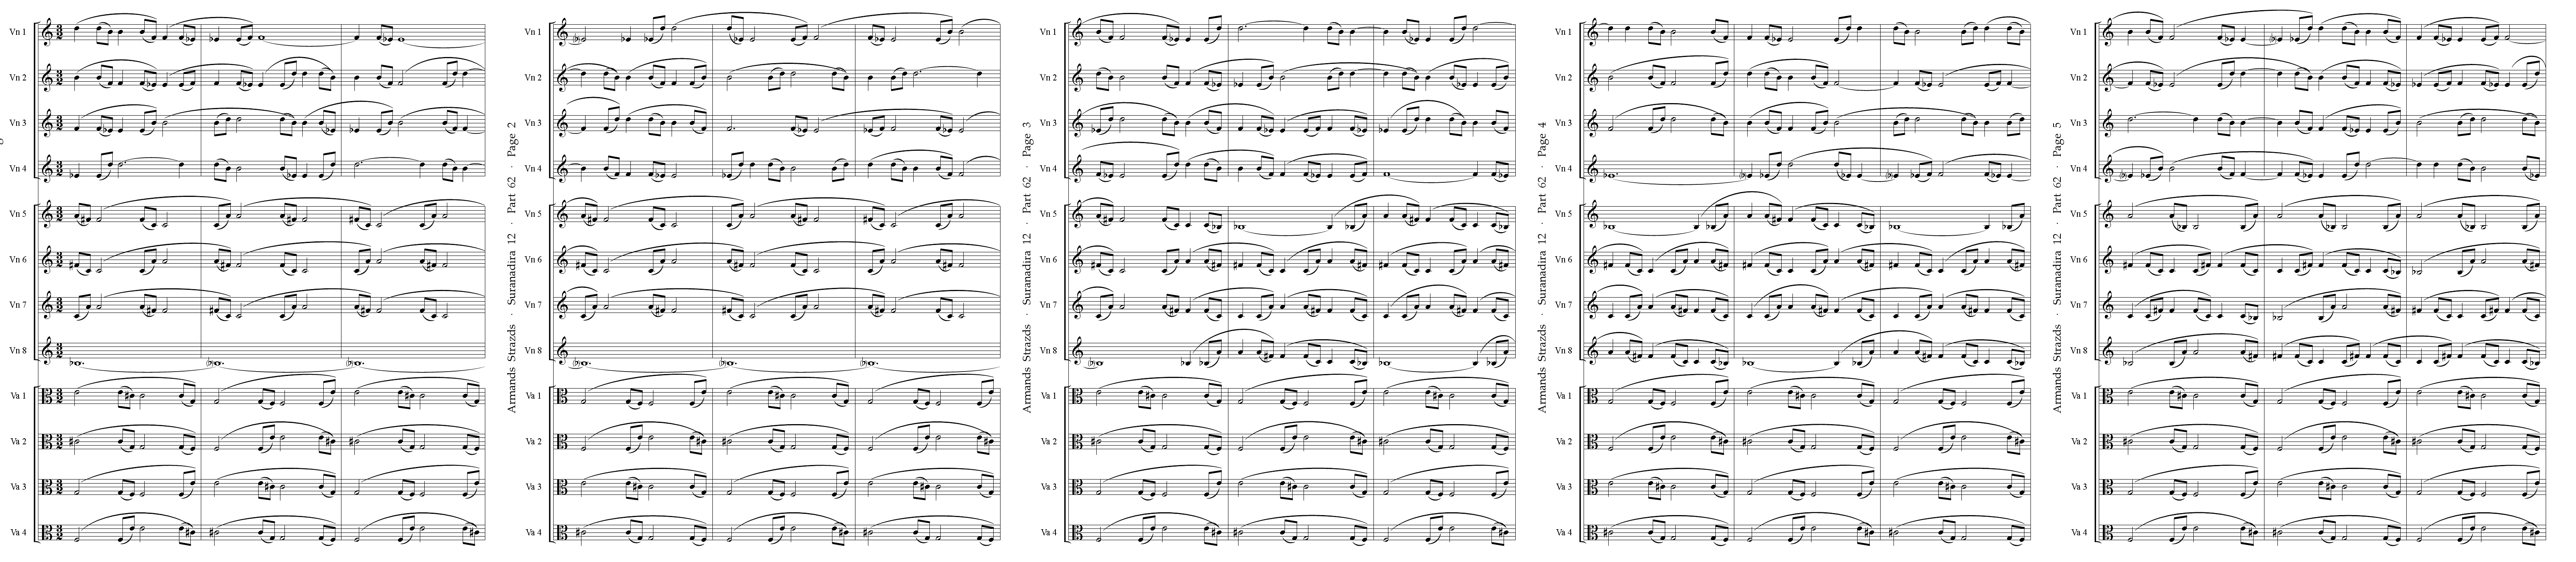 Vn 1
Vn 2
Vn 3
Vn 4
Vn 5
Vn 6
Vn 7
Vn 8
Va 1
Va 2
Va 3
Va 4
Armands Strazds · Suranadira 12 · Part 62 · Page 2
Vn 1
Vn 2
Vn 3
Vn 4
Vn 5
Vn 6
Vn 7
Vn 8
Va 1
Va 2
Va 3
Va 4
Armands Strazds · Suranadira 12 · Part 62 · Page 3
Vn 1
Vn 2
Vn 3
Vn 4
Vn 5
Vn 6
Vn 7
Vn 8
Va 1
Va 2
Va 3
Va 4
Armands Strazds · Suranadira 12 · Part 62 · Page 4
Vn 1
Vn 2
Vn 3
Vn 4
Vn 5
Vn 6
Vn 7
Vn 8
Va 1
Va 2
Va 3
Va 4
Armands Strazds · Suranadira 12 · Part 62 · Page 5
Vn 1
Vn 2
Vn 3
Vn 4
Vn 5
Vn 6
Vn 7
Vn 8
Va 1
Va 2
Va 3
Va 4